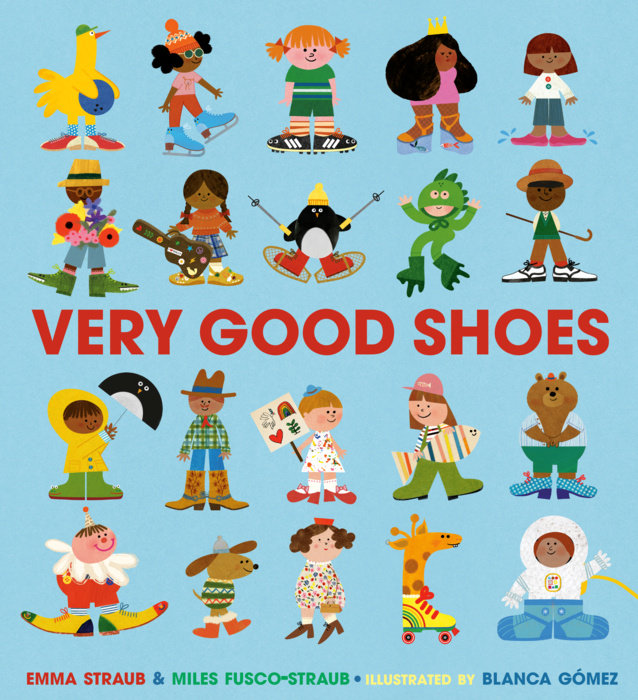 VERY GOOD SHOES
EMMA STRAUB & MILES FUSCO-STRAUB • ILLUSTRATED BY BLANCA GÓMEZ